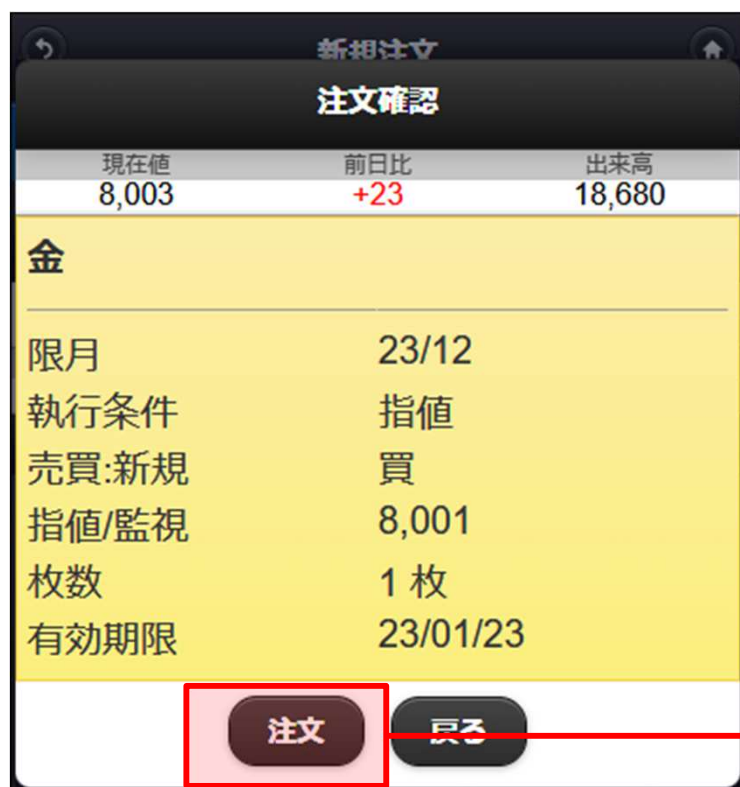 新規注文
注文確認
現在値 前日比 出来高
8,003 +23 18,680
金
限月 23/12
執行条件 指値
売買:新規 買
指値/監視 8,001
枚数 1 枚
有効期限 23/01/23
注文 戻る